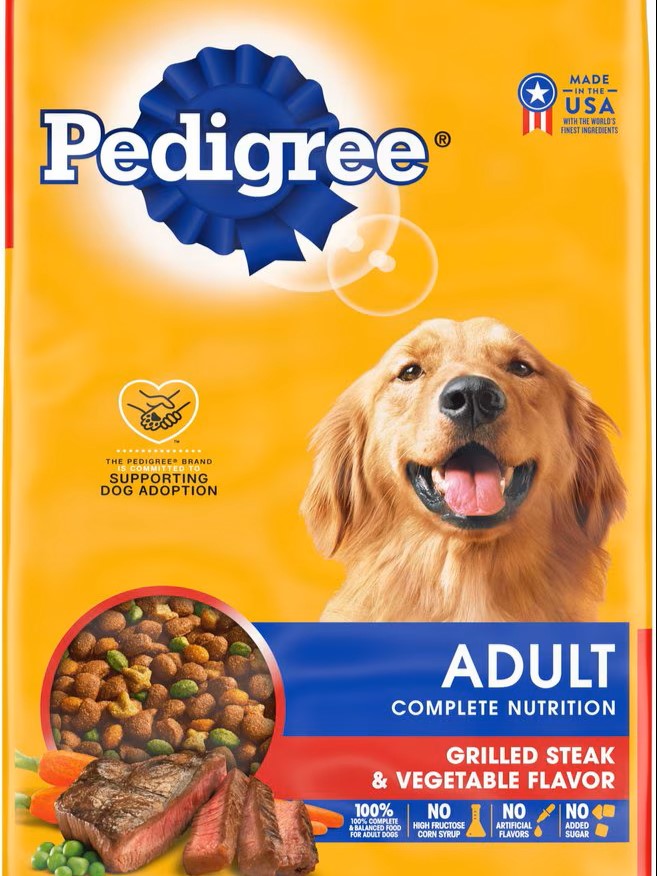 Pedigree®
MADE
IN THE
USA
WITH THE WORLD'S
FINEST INGREDIENTS
™
THE PEDIGREE® BRAND
IS COMMITTED TO
SUPPORTING
DOG ADOPTION
ADULT
COMPLETE NUTRITION
GRILLED STEAK
& VEGETABLE FLAVOR
100%
100% COMPLETE
& BALANCED FOOD
FOR ADULT DOGS
NO
HIGH FRUCTOSE
CORN SYRUP
NO
ARTIFICIAL
FLAVORS
NO
ADDED
SUGAR